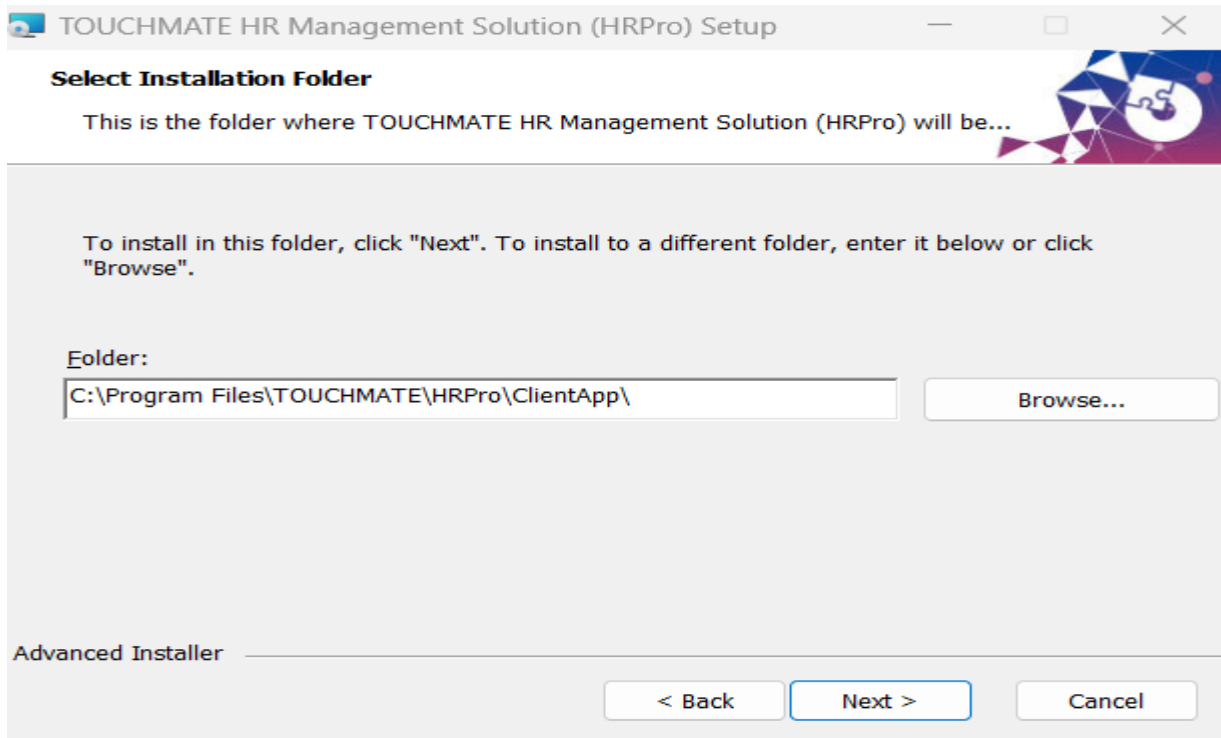 TOUCHMATE HR Management Solution (HRPro) Setup
Select Installation Folder
This is the folder where TOUCHMATE HR Management Solution (HRPro) will be...
To install in this folder, click "Next". To install to a different folder, enter it below or click
"Browse".
Folder:
C:\Program Files\TOUCHMATE\HRPro\ClientApp\
Browse...
Advanced Installer
< Back
Next >
Cancel